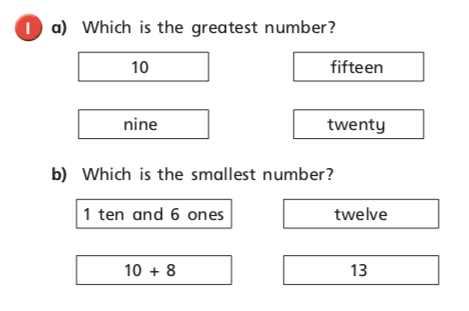 1 a) Which is the greatest number?
10 fifteen
nine twenty
b) Which is the smallest number?
1 ten and 6 ones twelve
10 + 8 13